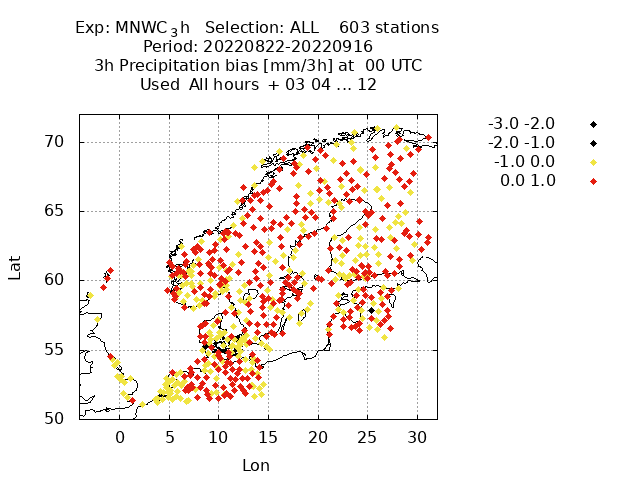 Exp: MNWC_3h   Selection: ALL    603 stations
Period: 20220822-20220916
3h Precipitation bias [mm/3h] at  00 UTC
Used  All hours  + 03 04 ... 12
-3.0 -2.0
-2.0 -1.0
-1.0 0.0
0.0 1.0
70
65
60
55
50
Lat
0 5 10 15 20 25 30
Lon